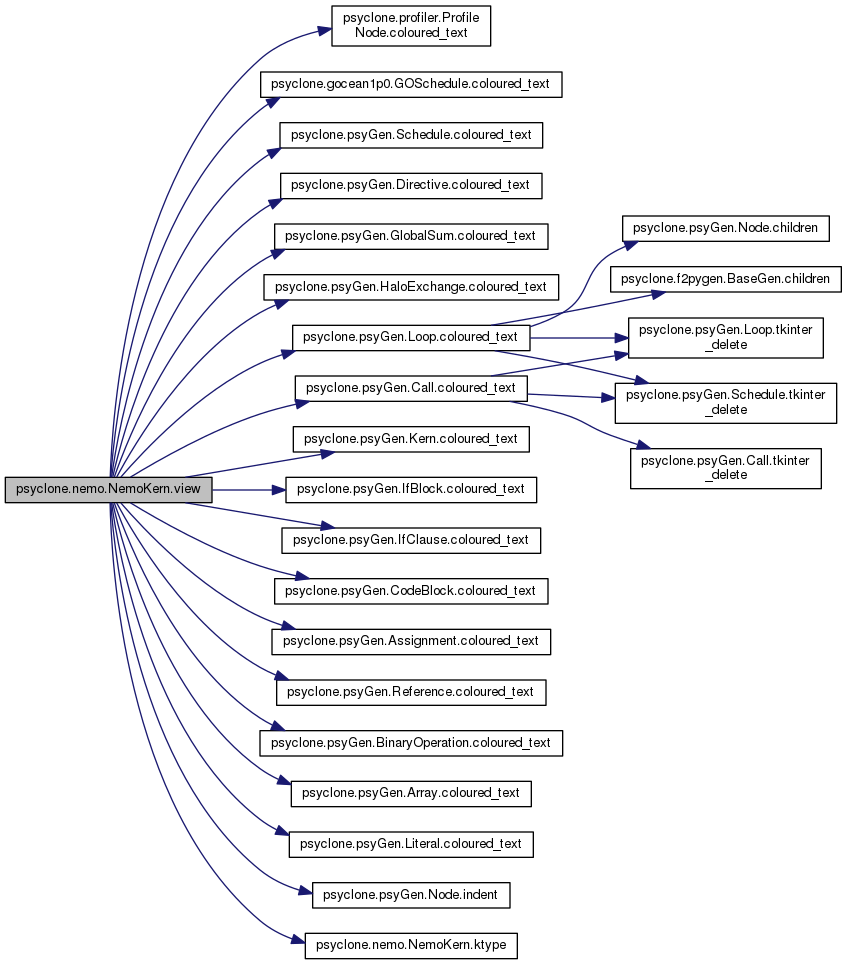 psyclone.nemo.NemoKern.view
psyclone.profiler.Profile
Node.coloured_text
psyclone.gocean1p0.GOSchedule.coloured_text
psyclone.psyGen.Schedule.coloured_text
psyclone.psyGen.Directive.coloured_text
psyclone.psyGen.GlobalSum.coloured_text
psyclone.psyGen.HaloExchange.coloured_text
psyclone.psyGen.Loop.coloured_text
psyclone.psyGen.Call.coloured_text
psyclone.psyGen.Kern.coloured_text
psyclone.psyGen.IfBlock.coloured_text
psyclone.psyGen.IfClause.coloured_text
psyclone.psyGen.CodeBlock.coloured_text
psyclone.psyGen.Assignment.coloured_text
psyclone.psyGen.Reference.coloured_text
psyclone.psyGen.BinaryOperation.coloured_text
psyclone.psyGen.Array.coloured_text
psyclone.psyGen.Literal.coloured_text
psyclone.psyGen.Node.indent
psyclone.nemo.NemoKern.ktype
psyclone.psyGen.Node.children
psyclone.f2pygen.BaseGen.children
psyclone.psyGen.Loop.tkinter
_delete
psyclone.psyGen.Schedule.tkinter
_delete
psyclone.psyGen.Call.tkinter
_delete